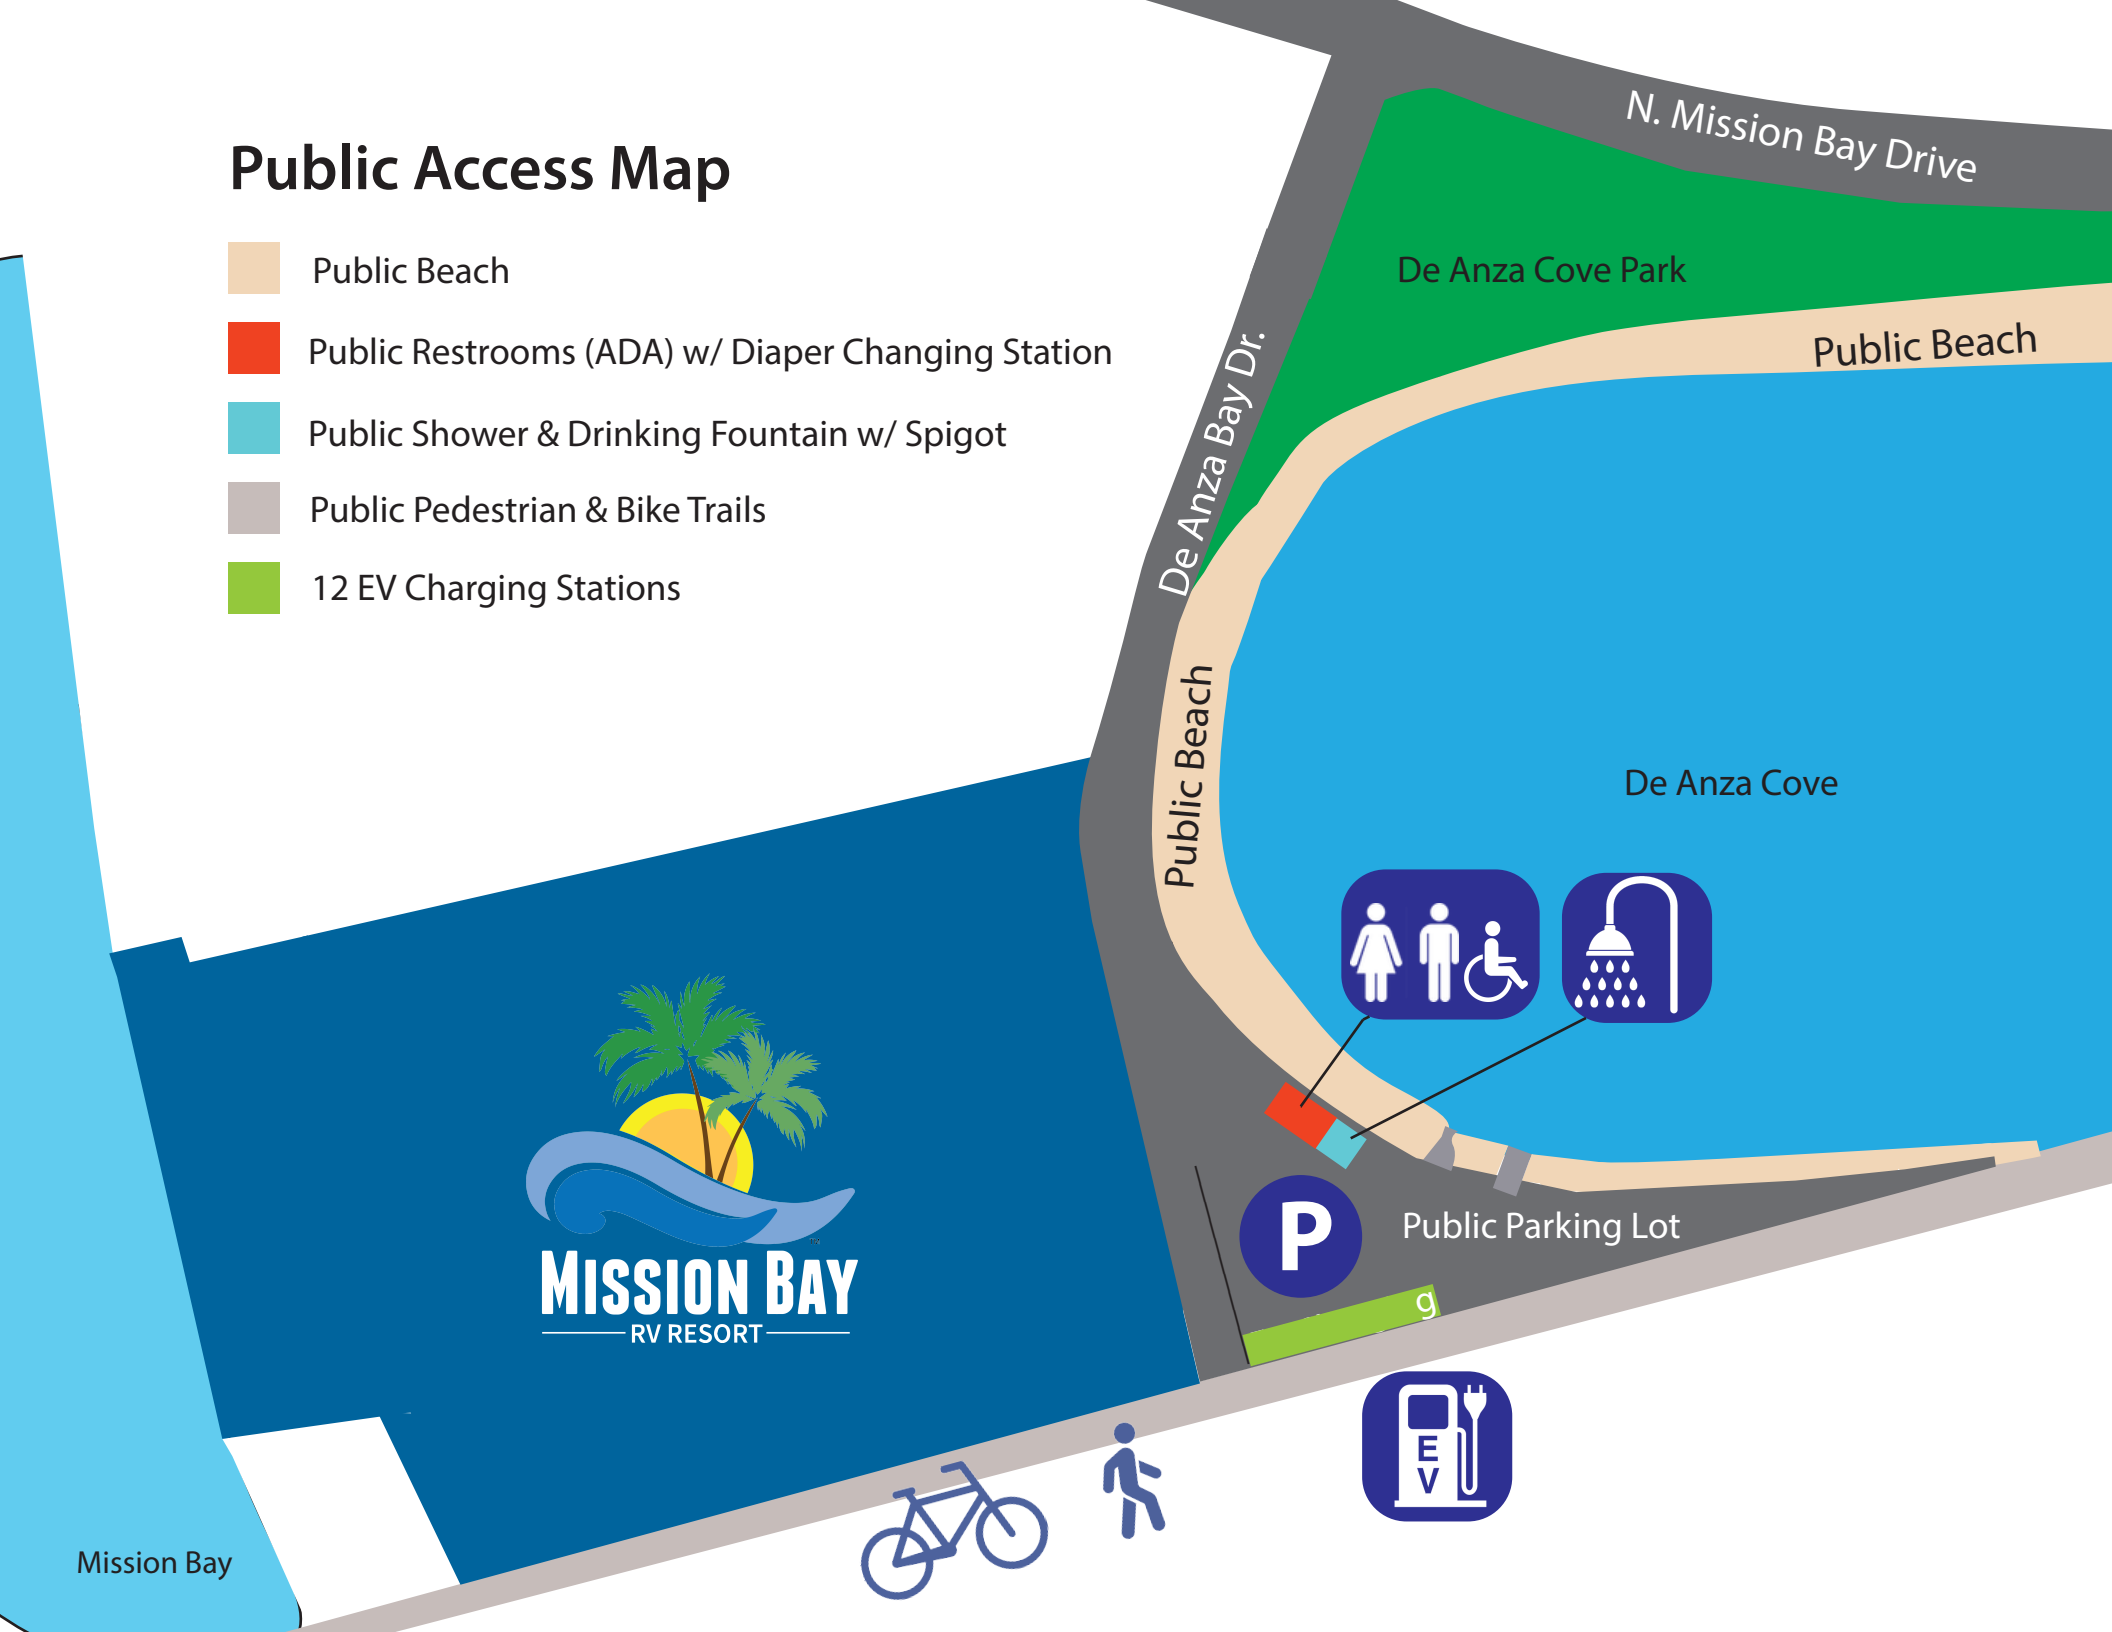 N. Mission Bay Drive
Public Access Map
Public Beach
Public Restrooms (ADA) w/ Diaper Changing Station
Public Shower & Drinking Fountain w/ Spigot
Public Pedestrian & Bike Trails
12 EV Charging Stations
De Anza Cove Park
Public Beach
De Anza Bay Dr.
Public Beach
De Anza Cove
P
Public Parking Lot
g
MISSION BAY
RV RESORT
E
V
Mission Bay